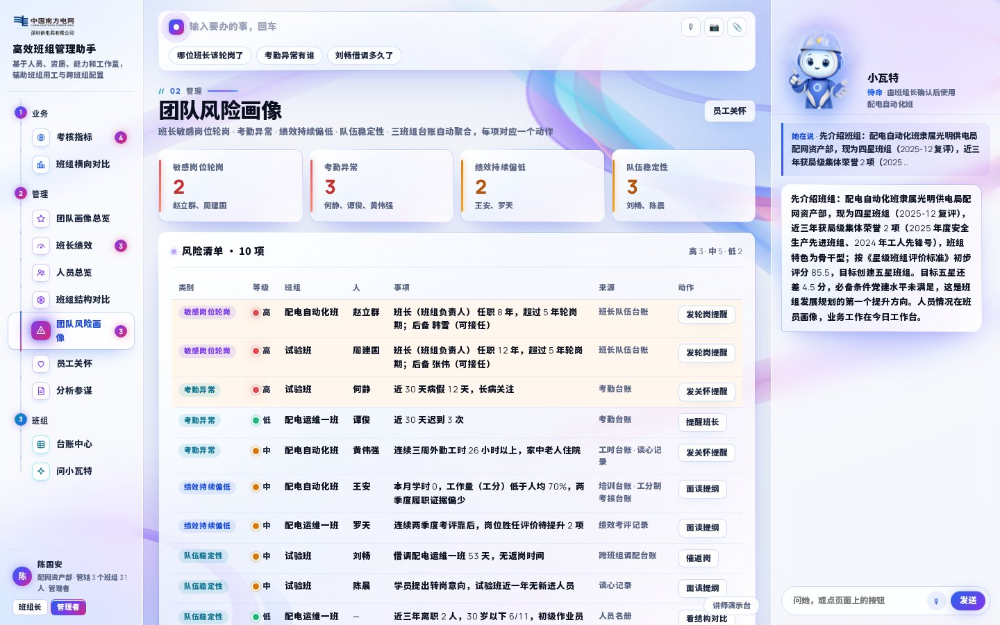 中国南方电网
CHINA SOUTHERN POWER GRID
深圳供电局有限公司
高效班组管理助手
基于人员、资质、能力和工作量，
辅助班组用工与跨班组配置
1 业务
考核指标 4
班组横向对比
2 管理
团队画像总览
班长绩效 3
人员总览
班组结构对比
团队风险画
像 3
员工关怀
分析参谋
3 班组
台账中心
问小瓦特
陈 陈国安
配网资产部·管辖 3 个班组 31
人·管理者
班组长 管理者
输入要办的事，回车
哪位班长该轮岗了 考勤异常有谁 刘畅借调多久了
// 02 管理
团队风险画像
员工关怀
班长敏感岗位轮岗 · 考勤异常 · 绩效持续偏低 · 队伍稳定性 · 三班组台账自动聚合，每项对应一个动作
敏感岗位轮岗
2
赵立群、周建国
考勤异常
3
何静、谭俊、黄伟强
绩效持续偏低
2
王安、罗天
队伍稳定性
3
刘畅、陈晨
风险清单 · 10 项 高 3 · 中 5 · 低 2
类别 等级 班组 人 事项 来源 动作
敏感岗位轮岗 高 配电自动化班 赵立群 班长（班组负责人） 任职 8 年，超过 5 年轮岗 班长队伍台账 发轮岗提醒
期；后备 韩雪（可接任）
敏感岗位轮岗 高 试验班 周建国 班长（班组负责人） 任职 12 年，超过 5 年轮岗 班长队伍台账 发轮岗提醒
期；后备 张伟（可接任）
考勤异常 高 试验班 何静 近 30 天病假 12 天，长病关注 考勤台账 发关怀提醒
考勤异常 低 配电运维一班 谭俊 近 30 天迟到 3 次 考勤台账 提醒班长
考勤异常 中 配电自动化班 黄伟强 连续三周外勤工时 26 小时以上，家中老人住院 工时台账 · 谈心记 发关怀提醒
录
绩效持续偏低 中 配电自动化班 王安 本月学时 0，工作量（工分）低于人均 70%，两 培训台账 · 工分制 面谈提纲
季度履职证据偏少 考核台账
绩效持续偏低 中 配电运维一班 罗天 连续两季度考评靠后，岗位胜任评价待提升 2 项 绩效考评记录 面谈提纲
队伍稳定性 中 试验班 刘畅 借调配电运维一班 53 天，无返岗时间 跨班组调配台账 催返岗
队伍稳定性 中 试验班 陈晨 学员提出转岗意向，试验班近一年无新进人员 谈心记录 面谈提纲
队伍稳定性 低 配电运维一班 — 近三年离职 2 人，30 岁以下 6/11，初级作业员 人员名册 看结构对比
讲师演示台
小瓦特
待命 · 由班组长确认后使用
配电自动化班
她在说 · 先介绍班组：配电自动化班隶属光明供电局
配网资产部，现为四星班组（2025-12 复评），近三
年获局级集体荣誉 2 项（2025 …
先介绍班组：配电自动化班隶属光明供电局配
网资产部，现为四星班组（2025-12 复评），
近三年获局级集体荣誉 2 项（2025 年度安全
生产先进班组、2024 年工人先锋号），班组
特色为骨干型；按《星级班组评价标准》初步
评分 85.5，目标创建五星班组。目标五星还
差 4.5 分，必备条件党建水平未满足，这是班
组发展规划的第一个提升方向。人员情况在班
员画像，业务工作在今日工作台。
问她，或点页面上的按钮 发送